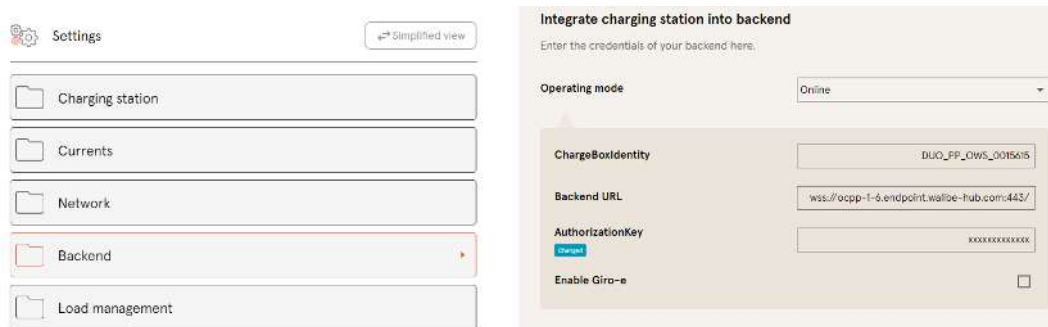 Settings
Simplified view
Charging station
Currents
Network
Backend
Load management
Integrate charging station into backend
Enter the credentials of your backend here.
Operating mode
Online
ChargeBoxIdentity
DUO_PP_OWS_0015615
Backend URL
wss://ocpp-1-6.endpoint.wallbe-hub.com:443/
AuthorizationKey
xxxxxxxxxxxxx
Changed
Enable Giro-e